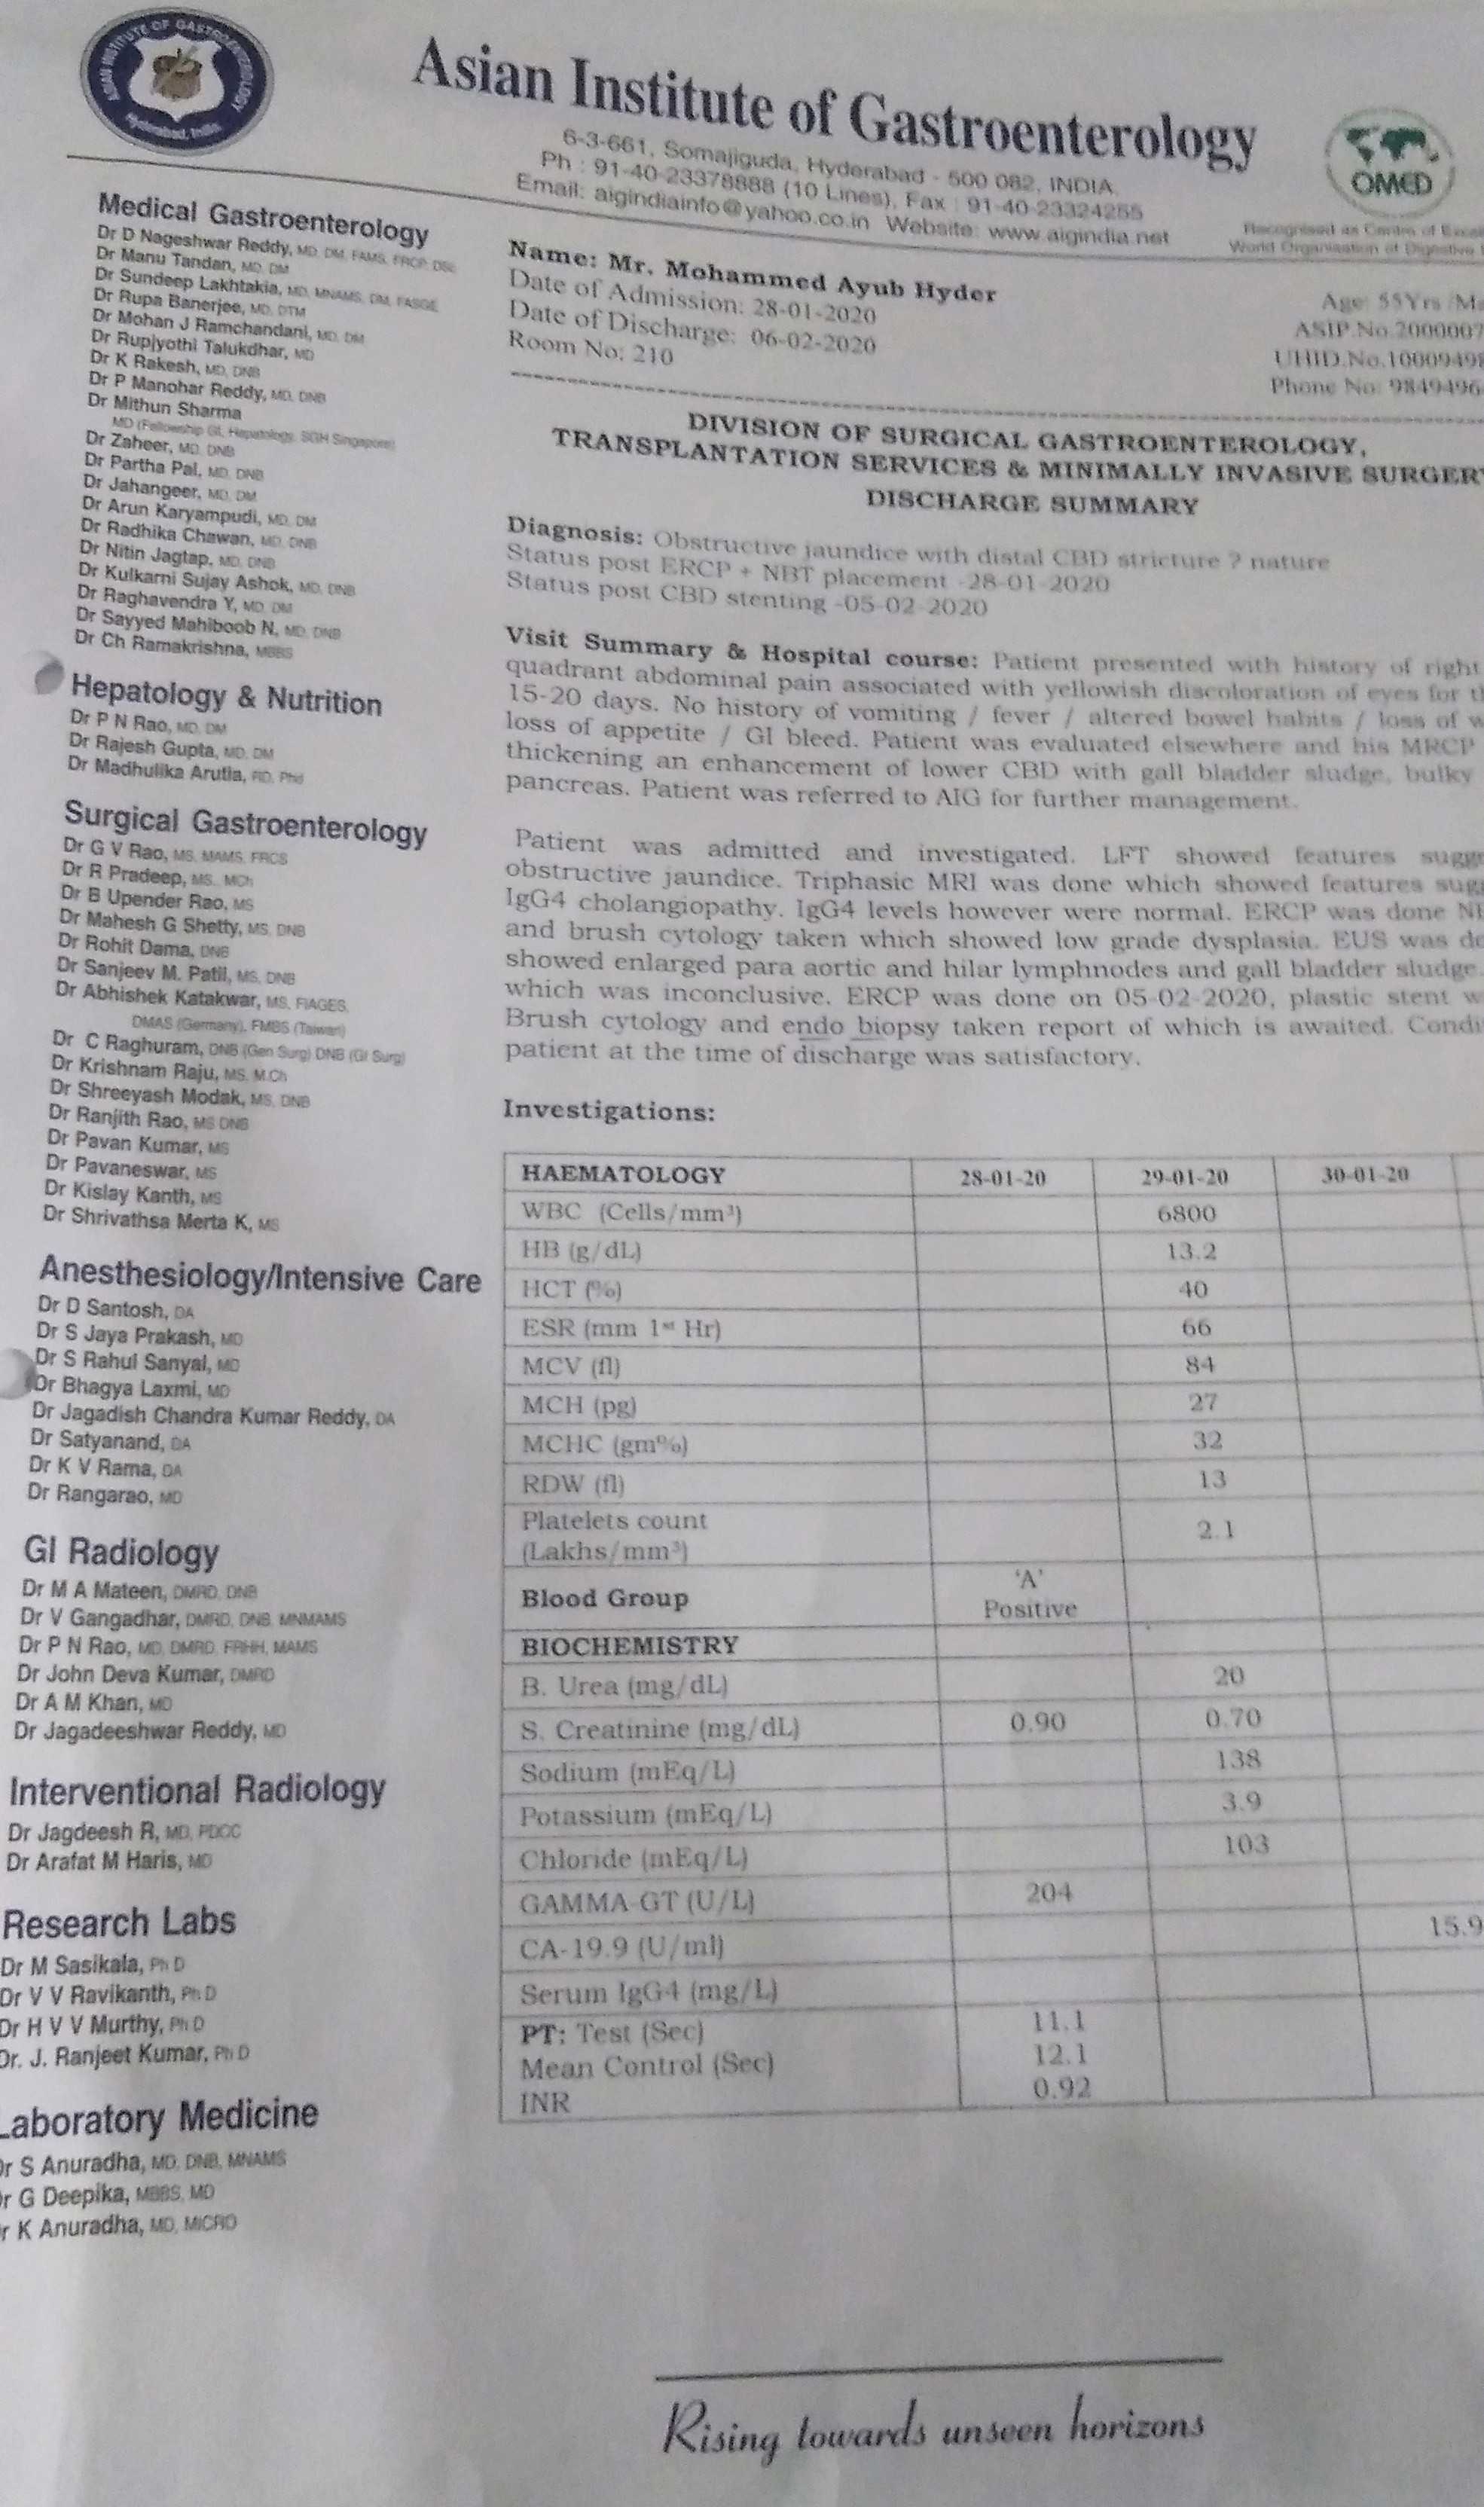 ASIAN INSTITUTE OF GASTROENTEROLOGY
Hyderabad, India.
Asian Institute of Gastroenterology
6-3-661, Somajiguda, Hyderabad - 500 082, INDIA.
Ph : 91-40-23378888 (10 Lines), Fax : 91-40-23324255
Email: aigindiainfo@yahoo.co.in Website: www.aigindia.net
OMED
Recognised as Centre of
World Organisation of Digestive
Medical Gastroenterology
Dr D Nageshwar Reddy, MD, DM, FAMS, FRCP, DSc
Dr Manu Tandan, MD, DM
Dr Sundeep Lakhtakia, MD, MNAMS, DM, FASGE
Dr Rupa Banerjee, MD, DTM
Dr Mohan J Ramchandani, MD, DM
Dr Rupjyothi Talukdhar, MD
Dr K Rakesh, MD, DNB
Dr P Manohar Reddy, MD, DNB
Dr Mithun Sharma
MD (Fellowship GI, Hepatology, SGH Singapore)
Dr Zaheer, MD, DNB
Dr Partha Pal, MD, DNB
Dr Jahangeer, MD, DM
Dr Arun Karyampudi, MD, DM
Dr Radhika Chawan, MD, DNB
Dr Nitin Jagtap, MD, DNB
Dr Kulkarni Sujay Ashok, MD, DNB
Dr Raghavendra Y, MD, DM
Dr Sayyed Mahiboob N, MD, DNB
Dr Ch Ramakrishna, MBBS
Hepatology & Nutrition
Dr P N Rao, MD, DM
Dr Rajesh Gupta, MD, DM
Dr Madhulika Arutla, RD, Phd
Surgical Gastroenterology
Dr G V Rao, MS, MAMS, FRCS
Dr R Pradeep, MS, MCh
Dr B Upender Rao, MS
Dr Mahesh G Shetty, MS, DNB
Dr Rohit Dama, DNB
Dr Sanjeev M. Patil, MS, DNB
Dr Abhishek Katakwar, MS, FIAGES,
DMAS (Germany), FMBS (Taiwan)
Dr C Raghuram, DNB (Gen Surg) DNB (GI Surg)
Dr Krishnam Raju, MS, M.Ch
Dr Shreeyash Modak, MS, DNB
Dr Ranjith Rao, MS DNB
Dr Pavan Kumar, MS
Dr Pavaneswar, MS
Dr Kislay Kanth, MS
Dr Shrivathsa Merta K, MS
Anesthesiology/Intensive Care
Dr D Santosh, DA
Dr S Jaya Prakash, MD
Dr S Rahul Sanyal, MD
Dr Bhagya Laxmi, MD
Dr Jagadish Chandra Kumar Reddy, DA
Dr Satyanand, DA
Dr K V Rama, DA
Dr Rangarao, MD
GI Radiology
Dr M A Mateen, DMRD, DNB
Dr V Gangadhar, DMRD, DNB, MNMAMS
Dr P N Rao, MD, DMRD, FRHH, MAMS
Dr John Deva Kumar, DMRD
Dr A M Khan, MD
Dr Jagadeeshwar Reddy, MD
Interventional Radiology
Dr Jagdeesh R, MD, PDCC
Dr Arafat M Haris, MD
Research Labs
Dr M Sasikala, Ph D
Dr V V Ravikanth, Ph D
Dr H V V Murthy, Ph D
Dr. J. Ranjeet Kumar, Ph D
Laboratory Medicine
Dr S Anuradha, MD, DNB, MNAMS
Dr G Deepika, MBBS, MD
Dr K Anuradha, MD, MICRO
Name: Mr. Mohammed Ayub Hyder
Date of Admission: 28-01-2020
Date of Discharge: 06-02-2020
Room No: 210
Age: 55Yrs /Ma
ASIP.No.2000007
UHID.No.10009498
Phone No: 9849496
DIVISION OF SURGICAL GASTROENTEROLOGY,
TRANSPLANTATION SERVICES & MINIMALLY INVASIVE SURGERY
DISCHARGE SUMMARY
Diagnosis: Obstructive jaundice with distal CBD stricture ? nature
Status post ERCP + NBT placement -28-01-2020
Status post CBD stenting -05-02-2020
Visit Summary & Hospital course: Patient presented with history of right
quadrant abdominal pain associated with yellowish discoloration of eyes for th
15-20 days. No history of vomiting / fever / altered bowel habits / loss of w
loss of appetite / GI bleed. Patient was evaluated elsewhere and his MRCP
thickening an enhancement of lower CBD with gall bladder sludge, bulky
pancreas. Patient was referred to AIG for further management.
Patient was admitted and investigated. LFT showed features sugge
obstructive jaundice. Triphasic MRI was done which showed features sugg
IgG4 cholangiopathy. IgG4 levels however were normal. ERCP was done NB
and brush cytology taken which showed low grade dysplasia. EUS was do
showed enlarged para aortic and hilar lymphnodes and gall bladder sludge.
which was inconclusive. ERCP was done on 05-02-2020, plastic stent w
Brush cytology and endo biopsy taken report of which is awaited. Condi
patient at the time of discharge was satisfactory.
Investigations:
HAEMATOLOGY 28-01-20 29-01-20 30-01-20
WBC (Cells/mm³) 6800
HB (g/dL) 13.2
HCT (%) 40
ESR (mm 1st Hr) 66
MCV (fl) 84
MCH (pg) 27
MCHC (gm%) 32
RDW (fl) 13
Platelets count
(Lakhs/mm³) 2.1
Blood Group 'A'
Positive
BIOCHEMISTRY
B. Urea (mg/dL) 20
S. Creatinine (mg/dL) 0.90 0.70
Sodium (mEq/L) 138
Potassium (mEq/L) 3.9
Chloride (mEq/L) 103
GAMMA-GT (U/L) 204
CA-19.9 (U/ml) 15.9
Serum IgG4 (mg/L)
PT: Test (Sec) 11.1
Mean Control (Sec) 12.1
INR 0.92
Rising towards unseen horizons